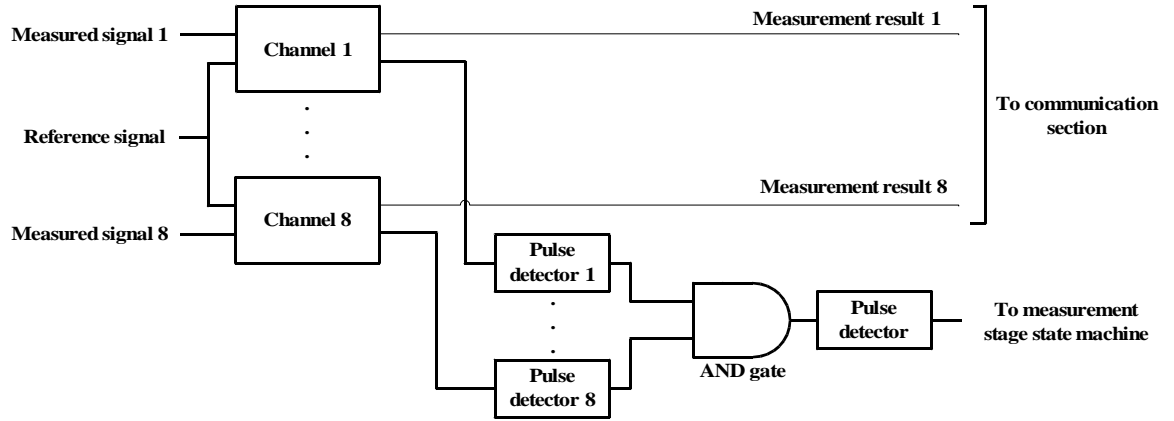 Measurement result 1
Measured signal 1
Channel 1
To communication
section
Reference signal
Measurement result 8
Channel 8
Measured signal 8
Pulse
detector 1
Pulse
detector
To measurement
stage state machine
AND gate
Pulse
detector 8